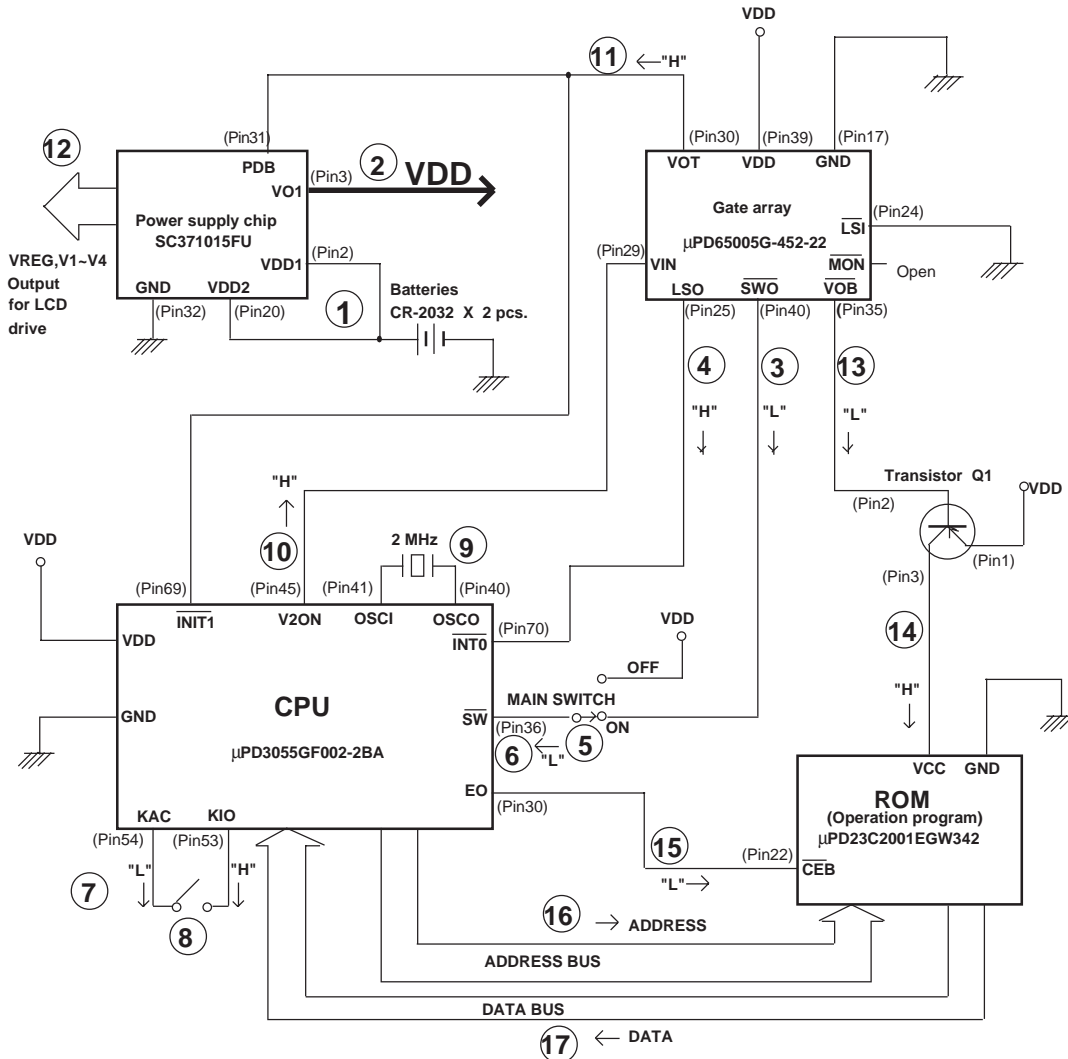 VDD
11
←"H"
12
(Pin31)
PDB
2
VDD
(Pin3)
VO1
Power supply chip
SC371015FU
(Pin2)
VDD1
GND
VDD2
(Pin32)
(Pin20)
VREG,V1~V4
Output
for LCD
drive
1
Batteries
CR-2032 X 2 pcs.
(Pin30)
(Pin39)
(Pin17)
VOT
VDD
GND
Gate array
µPD65005G-452-22
(Pin24)
LSI
(Pin29)
VIN
MON
Open
LSO
SWO
VOB
(Pin25)
(Pin40)
(Pin35)
4
3
13
"H"
"L"
"L"
Transistor Q1
VDD
(Pin2)
(Pin1)
(Pin3)
"H"
10
2 MHz
9
VDD
(Pin69)
(Pin45)
(Pin41)
(Pin40)
INIT1
V2ON
OSCI
OSCO
VDD
(Pin70)
INT0
VDD
OFF
14
CPU
MAIN SWITCH
GND
SW
(Pin36)
ON
"H"
µPD3055GF002-2BA
6
"L"
5
EO
(Pin30)
VCC
GND
ROM
(Operation program)
µPD23C2001EGW342
KAC
KIO
(Pin54)
(Pin53)
15
(Pin22)
CEB
7
"L"
"H"
"L" →
8
16
→ ADDRESS
ADDRESS BUS
DATA BUS
17
← DATA